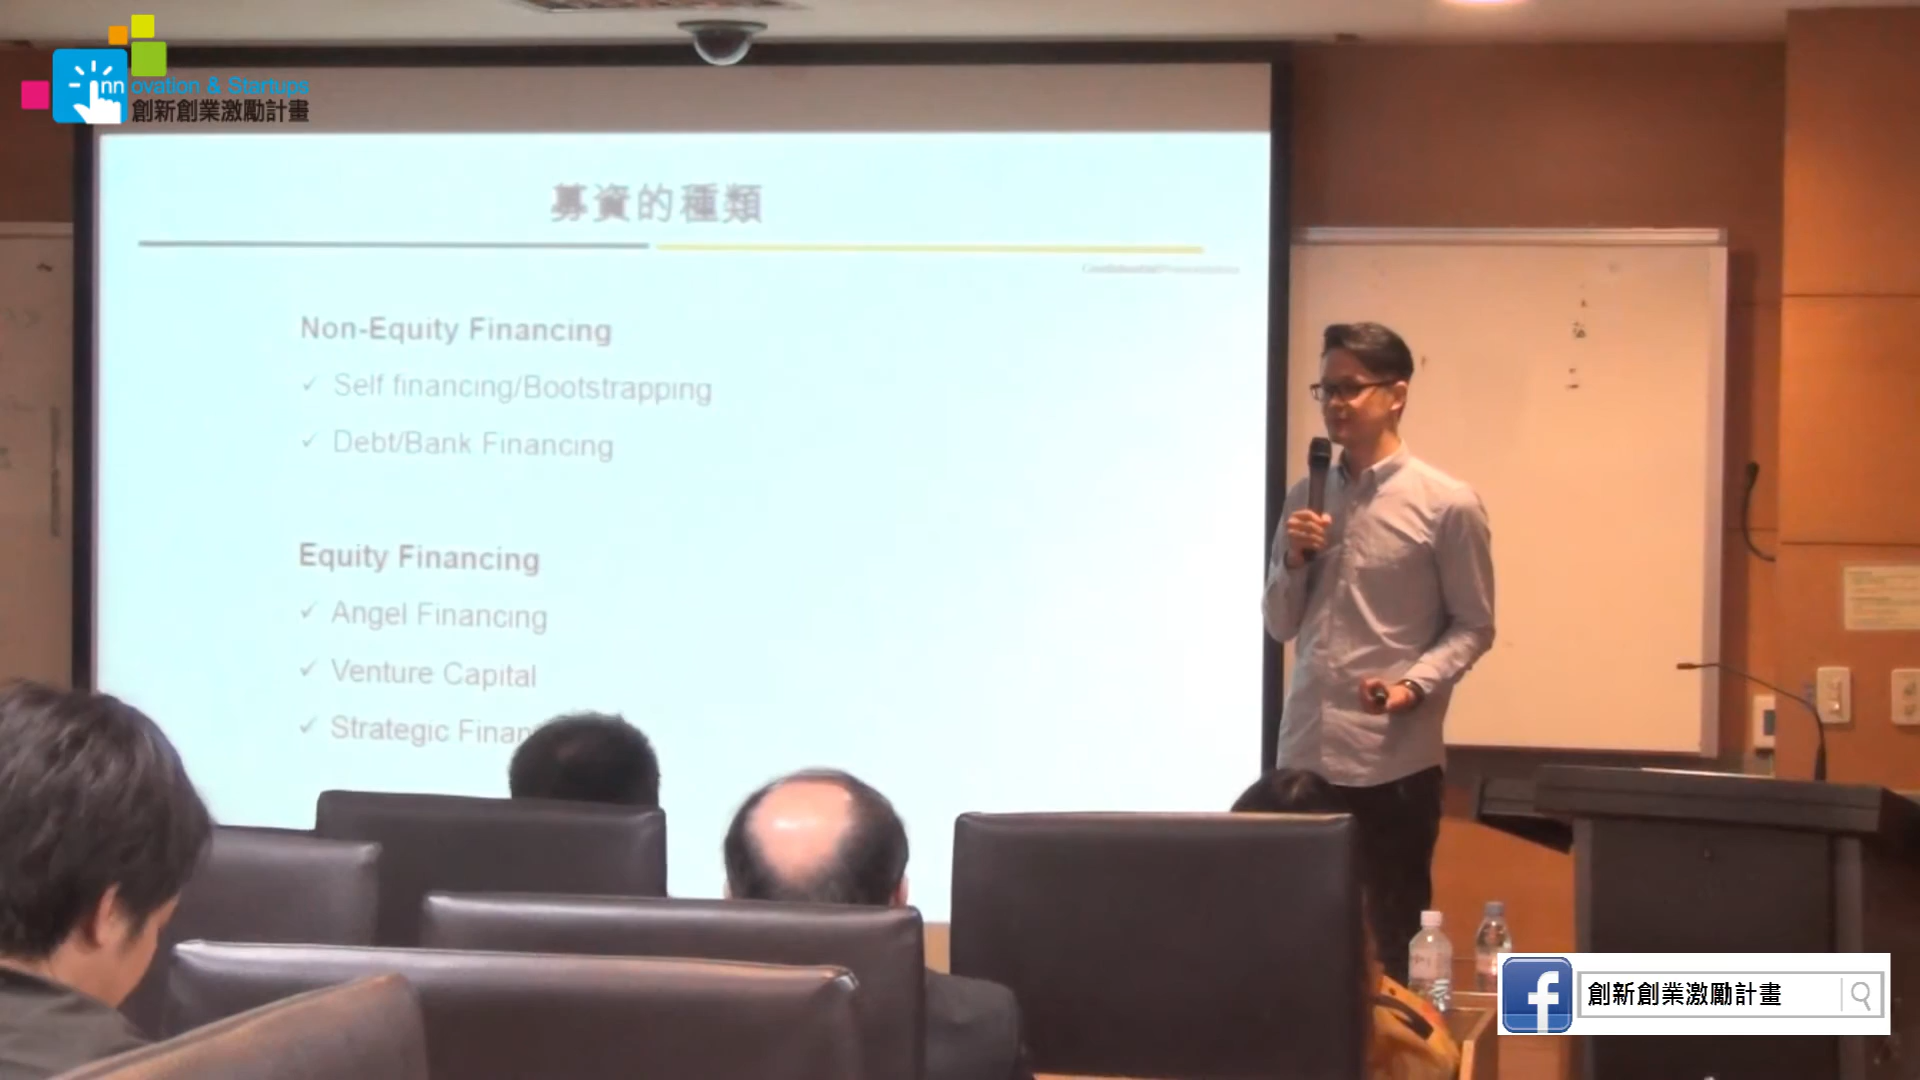 Innovation & Startups
創新創業激勵計畫
募資的種類
Non-Equity Financing
✓ Self financing/Bootstrapping
✓ Debt/Bank Financing
Equity Financing
✓ Angel Financing
✓ Venture Capital
✓ Strategic Finan
創新創業激勵計畫